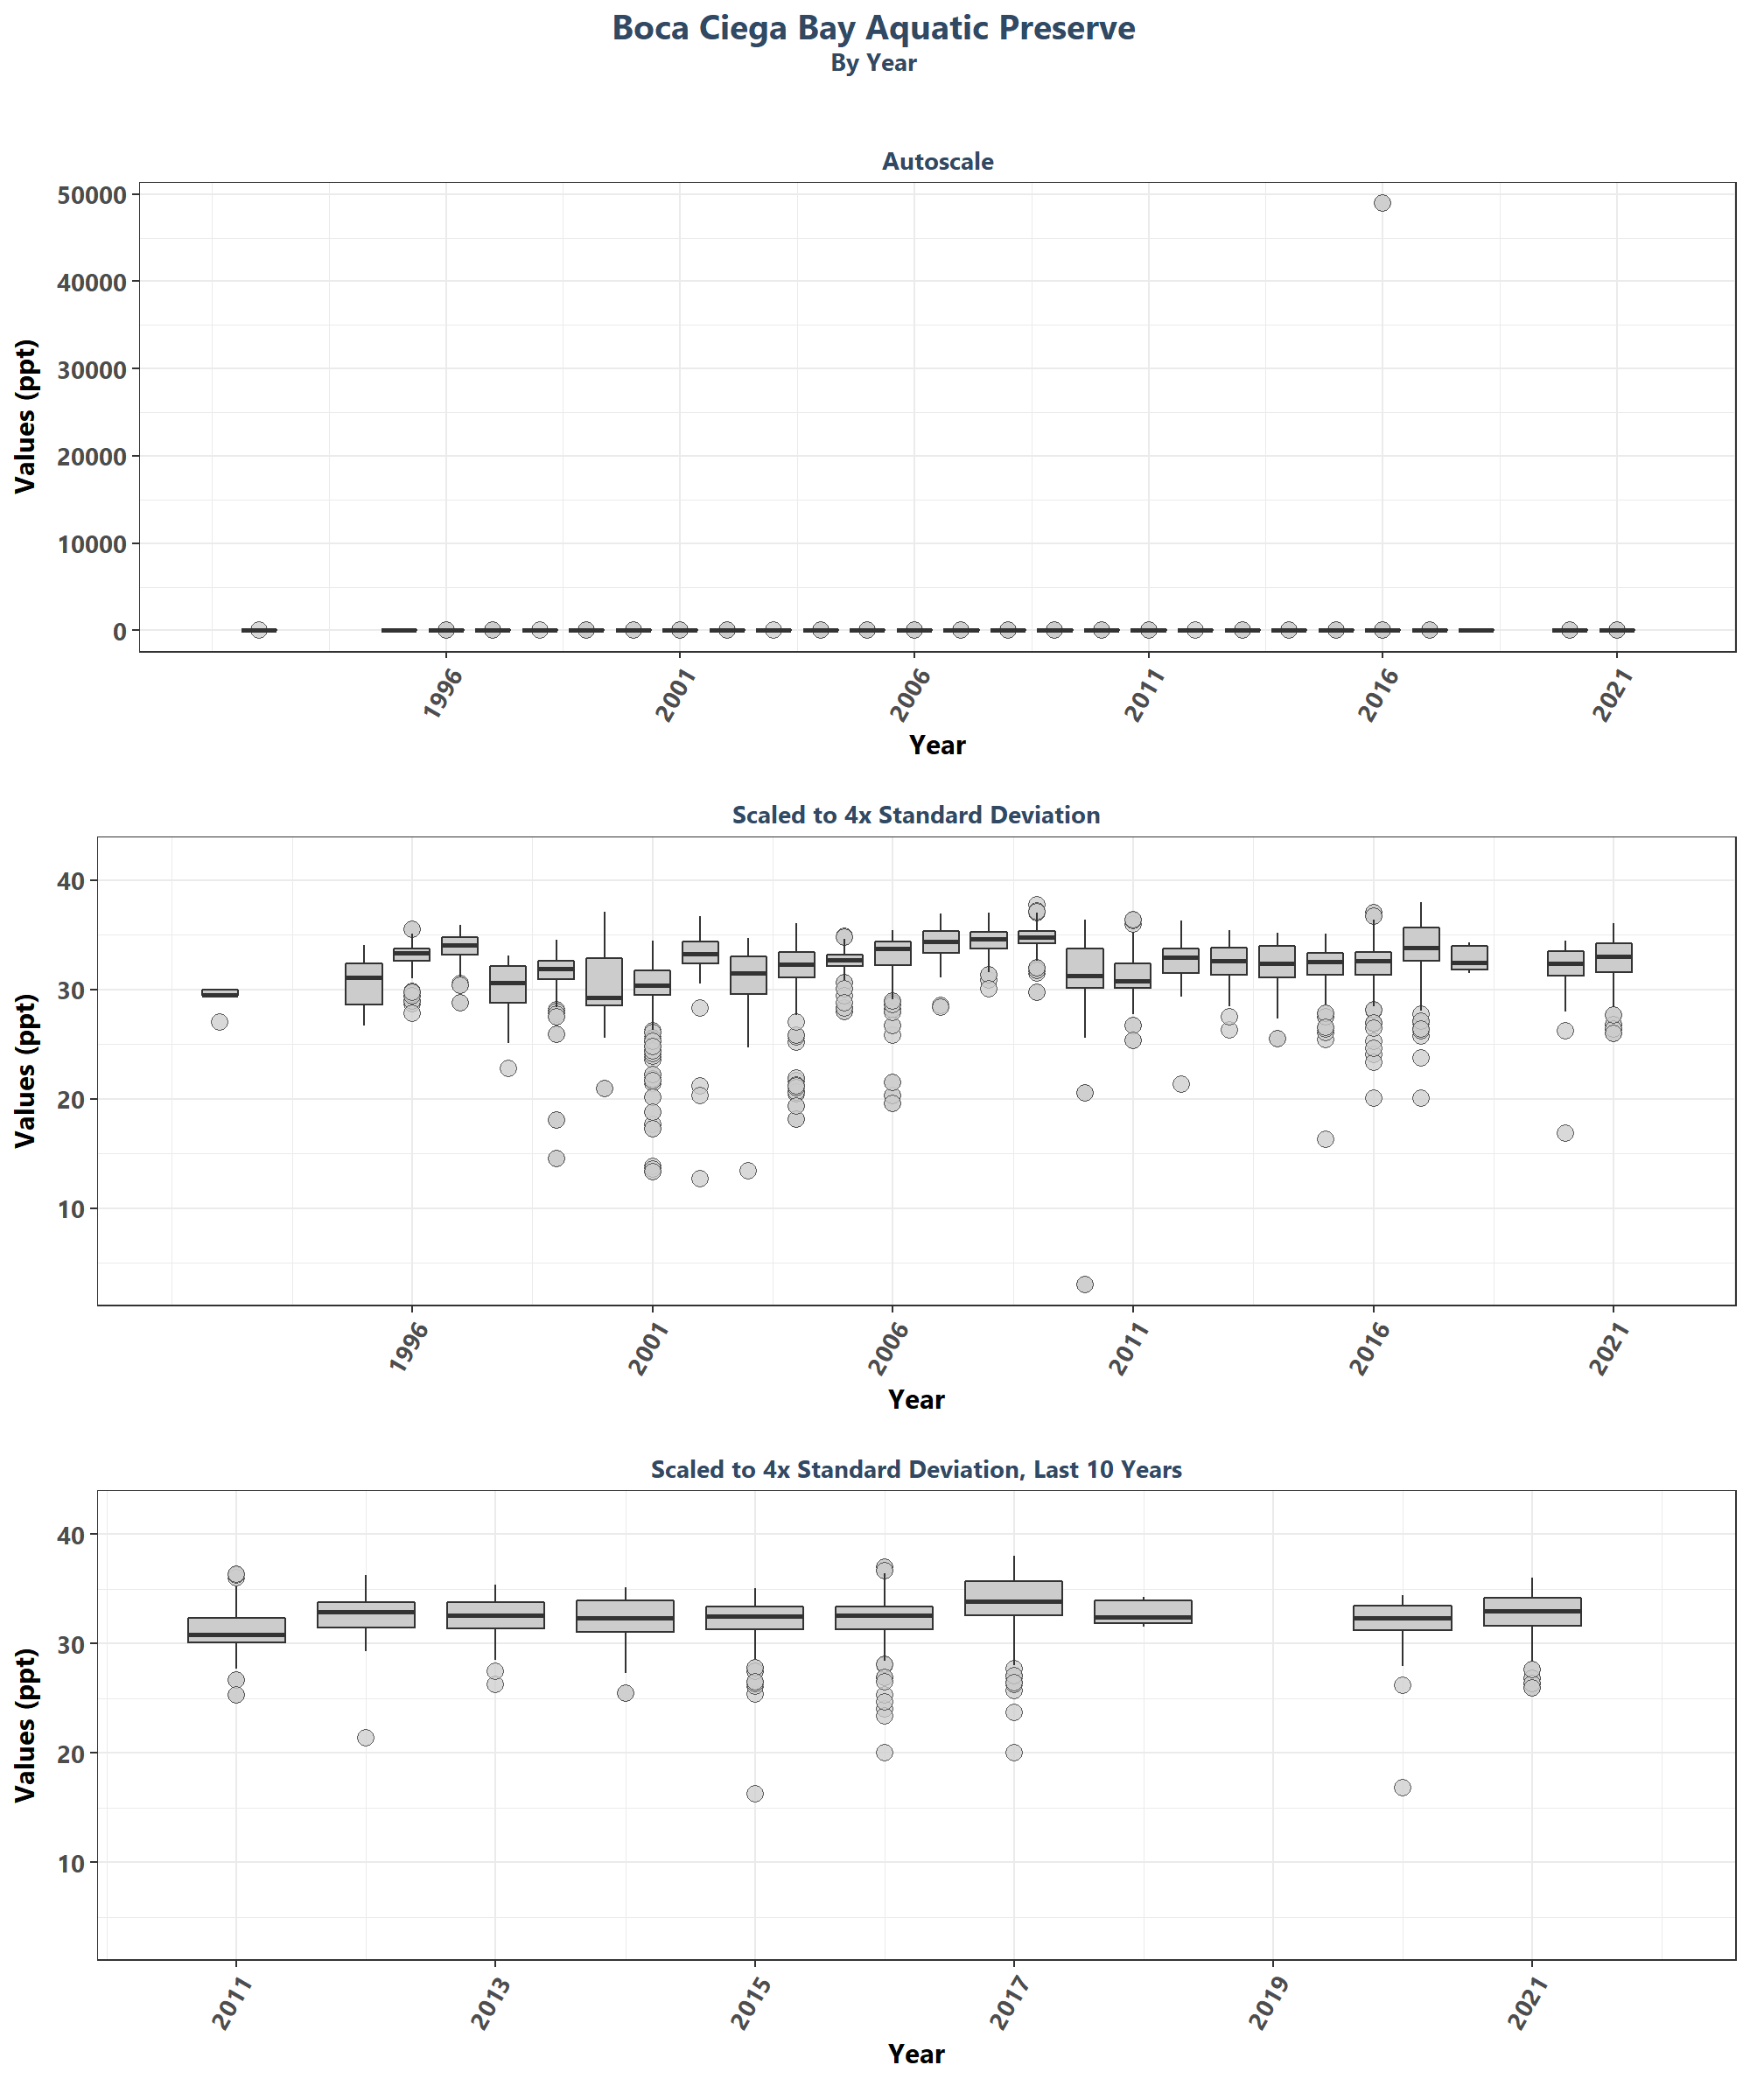 Boca Ciega Bay Aquatic Preserve
By Year
Autoscale
Values (ppt)
50000
40000
30000
20000
10000
0
1996
2001
2006
2011
2016
2021
Year
Scaled to 4x Standard Deviation
Values (ppt)
40
30
20
10
1996
2001
2006
2011
2016
2021
Year
Scaled to 4x Standard Deviation, Last 10 Years
Values (ppt)
40
30
20
10
2011
2013
2015
2017
2019
2021
Year